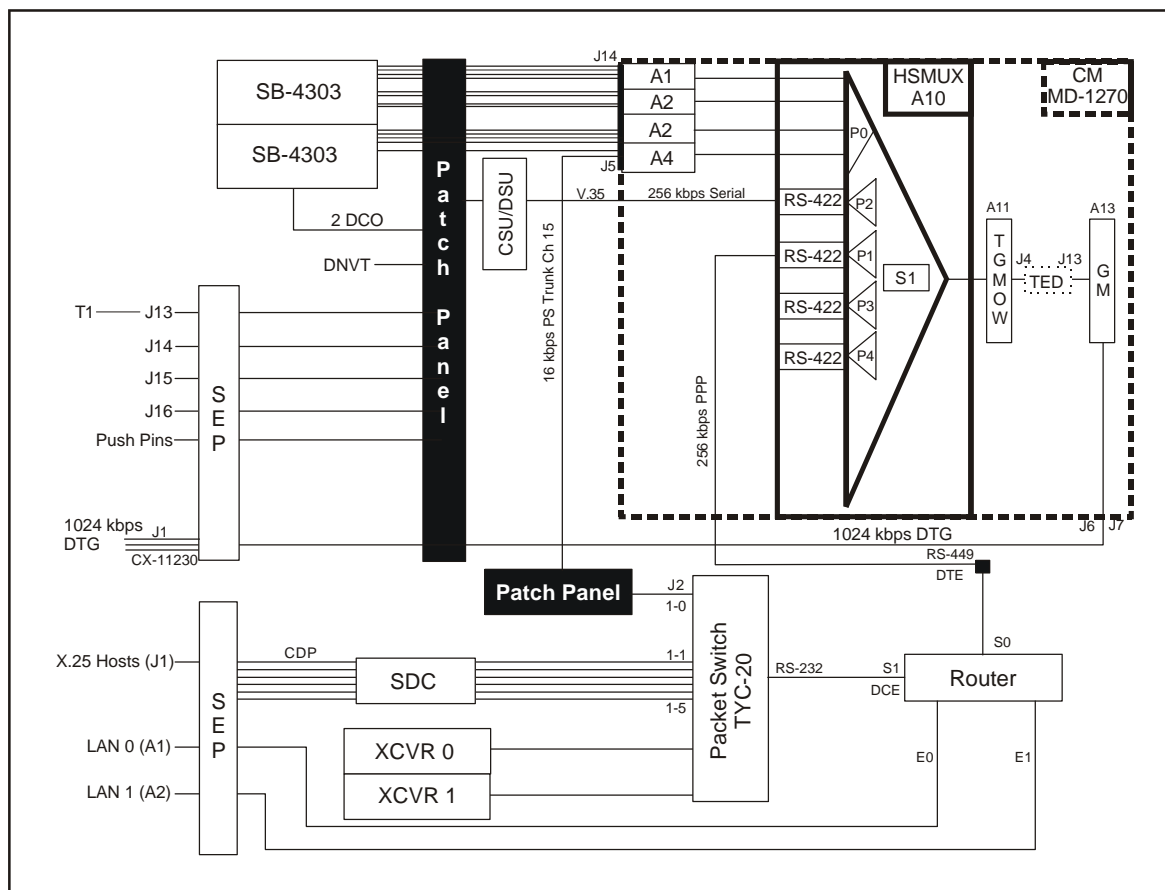 SB-4303
SB-4303
J14
J5
A1
A2
A2
A4
HSMUX
A10
CM
MD-1270
P0
Patch Panel
CSU/DSU
V.35
256 kbps Serial
RS-422
P2
RS-422
P1
RS-422
P3
RS-422
P4
S1
A11
TGMOW
J4
TED
J13
A13
GM
2 DCO
DNVT
16 kbps PS Trunk Ch 15
256 kbps PPP
T1
J13
J14
J15
J16
Push Pins
SEP
1024 kbps
DTG
J1
CX-11230
1024 kbps DTG
J6
J7
RS-449
DTE
Patch Panel
J2
1-0
S0
X.25 Hosts (J1)
CDP
SDC
1-1
1-5
Packet Switch
TYC-20
RS-232
S1
DCE
Router
SEP
LAN 0 (A1)
LAN 1 (A2)
XCVR 0
XCVR 1
E0
E1